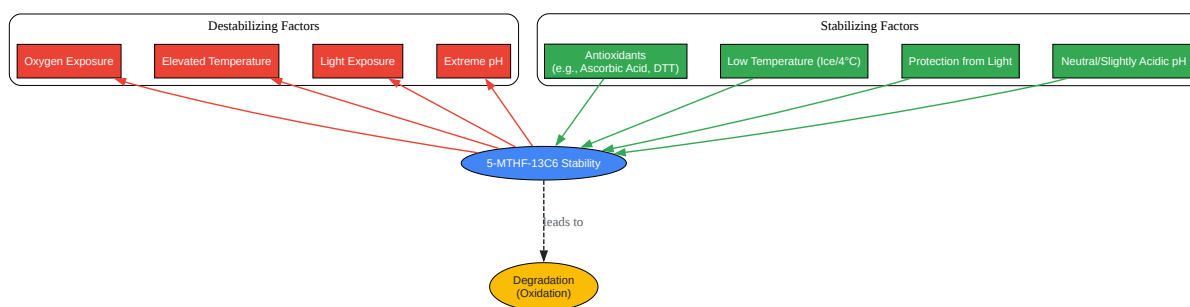 Destabilizing Factors
Stabilizing Factors
Oxygen Exposure
Elevated Temperature
Light Exposure
Extreme pH
Antioxidants
(e.g., Ascorbic Acid, DTT)
Low Temperature (Ice/4°C)
Protection from Light
Neutral/Slightly Acidic pH
5-MTHF-13C6 Stability
leads to
Degradation
(Oxidation)